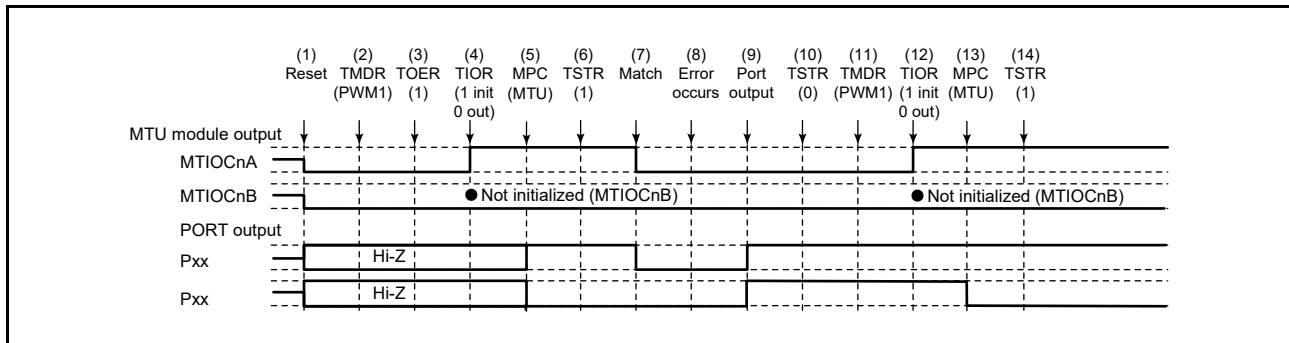 (1) (2) (3) (4) (5) (6) (7) (8) (9) (10) (11) (12) (13) (14)
Reset TMDR TOER TIOR MPC TSTR Match Error Port TSTR TMDR TIOR MPC TSTR
(PWM1) (1) (1 init (MTU) (1) occurs output (0) (PWM1) (1 init (MTU) (1)
0 out) 0 out)
MTU module output
MTIOCnA
MTIOCnB ● Not initialized (MTIOCnB) ● Not initialized (MTIOCnB)
PORT output
Pxx Hi-Z
Pxx Hi-Z